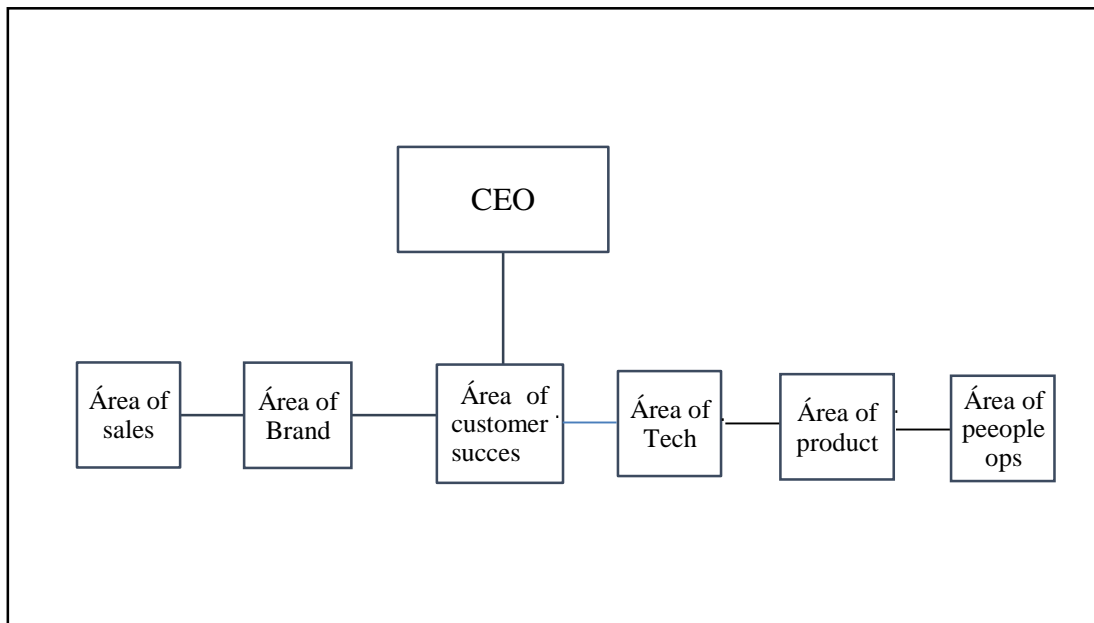 CEO
Área of
sales
Área of
Brand
Área of
customer
succes
Área of
Tech
Área of
product
Área of
peeople
ops